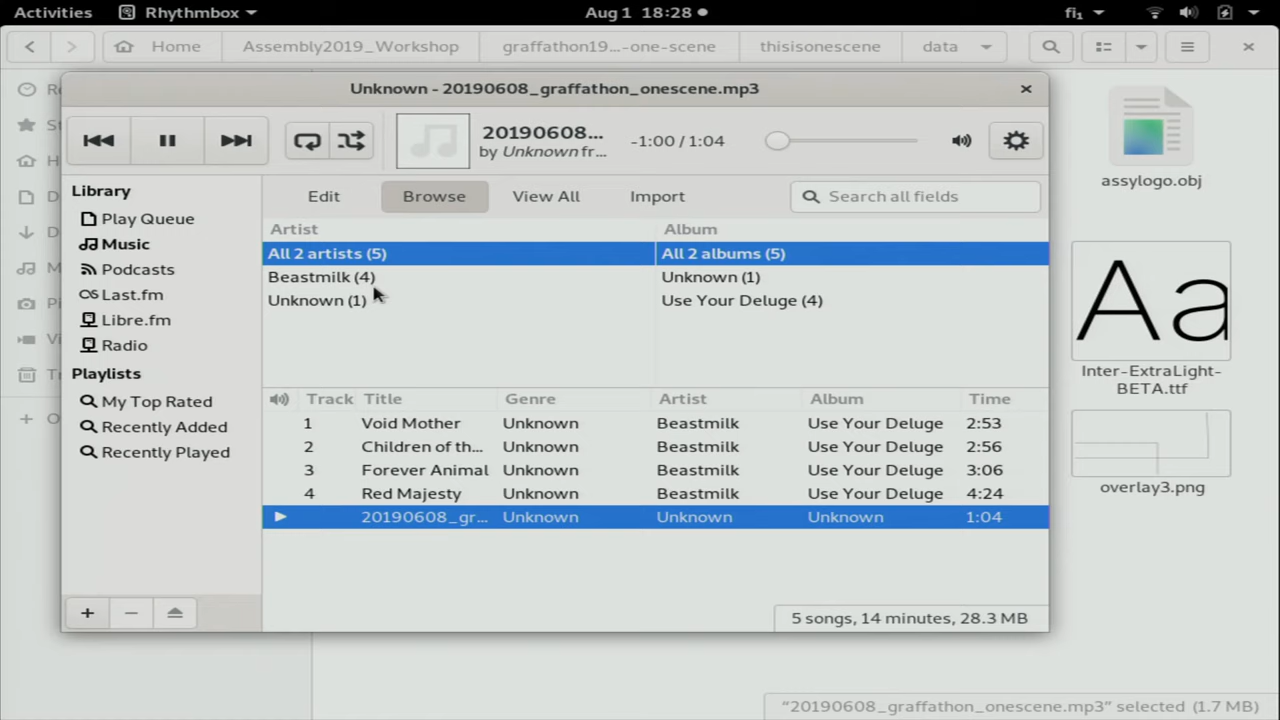 Activities Rhythmbox Aug 1 18:28 fi₁
Home Assembly2019_Workshop graffathon19...-one-scene thisisonescene data
Unknown - 20190608_graffathon_onescene.mp3
20190608...
by Unknown fr...
-1:00 / 1:04
Library
Play Queue
Music
Podcasts
Last.fm
Libre.fm
Radio
Playlists
My Top Rated
Recently Added
Recently Played
Edit Browse View All Import Search all fields
Artist Album
All 2 artists (5) All 2 albums (5)
Beastmilk (4) Unknown (1)
Unknown (1) Use Your Deluge (4)
Track Title Genre Artist Album Time
1 Void Mother Unknown Beastmilk Use Your Deluge 2:53
2 Children of th... Unknown Beastmilk Use Your Deluge 2:56
3 Forever Animal Unknown Beastmilk Use Your Deluge 3:06
4 Red Majesty Unknown Beastmilk Use Your Deluge 4:24
20190608_gr... Unknown Unknown Unknown 1:04
5 songs, 14 minutes, 28.3 MB
assylogo.obj
Aa
Inter-ExtraLight-
BETA.ttf
overlay3.png
"20190608_graffathon_onescene.mp3" selected (1.7 MB)